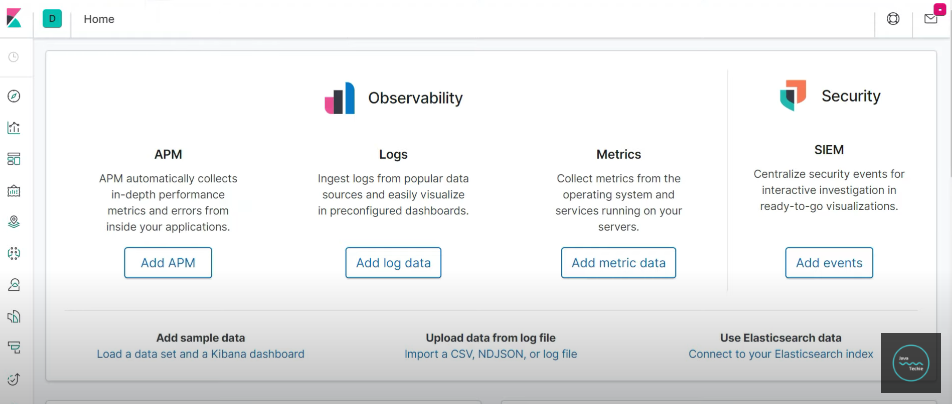 D
Home
Observability
Security
APM
Logs
Metrics
SIEM
APM automatically collects
in-depth performance
metrics and errors from
inside your applications.
Ingest logs from popular data
sources and easily visualize
in preconfigured dashboards.
Collect metrics from the
operating system and
services running on your
servers.
Centralize security events for
interactive investigation in
ready-to-go visualizations.
Add APM
Add log data
Add metric data
Add events
Add sample data
Load a data set and a Kibana dashboard
Upload data from log file
Import a CSV, NDJSON, or log file
Use Elasticsearch data
Connect to your Elasticsearch index
Java
Techie